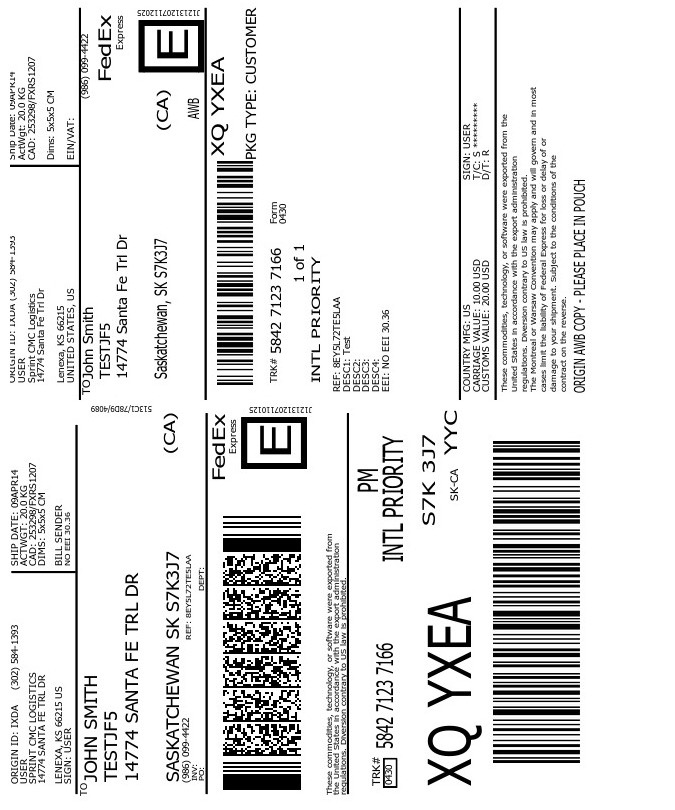 ORIGIN ID: IXDA (302) 584-1393
USER
SPRINT CMC LOGISTICS
14774 SANTA FE TRL DR
LENEXA, KS 66215 US
SIGN: USER
SHIP DATE: 09APR14
ACTWGT: 20.0 KG
CAD: 253298/FXRS1207
DIMS: 5x5x5 CM
BILL SENDER
NO EEI 30.36
TO
JOHN SMITH
TESTJF5
14774 SANTA FE TRL DR
SASKATCHEWAN SK S7K3J7
(CA)
(986) 099-4422
INV:
PO:
REF: 8EYSL72TESLAA
DEPT:
513C1/78D9/4089
FedEx
Express
E
J121312071120125
These commodities, technology, or software were exported from
the United States in accordance with the export administration
regulations. Diversion contrary to US law is prohibited.
TRK#
0430
5842 7123 7166
PM
INTL PRIORITY
XQ YXEA
S7K 3J7
SK-CA
YYC
ORIGIN ID: IXDA (302) 584-1393
USER
Sprint CMC Logistics
14774 Santa Fe Trl Dr
Lenexa, KS 66215
UNITED STATES, US
Ship Date: 09APR14
ActWgt: 20.0 KG
CAD: 253298/FXRS1207
Dims: 5x5x5 CM
EIN/VAT:
TO
John Smith
(986) 099-4422
TESTJF5
14774 Santa Fe Trl Dr
Saskatchewan, SK S7K3J7
(CA)
FedEx
Express
E
J121312071120125
AWB
XQ YXEA
PKG TYPE: CUSTOMER
TRK# 5842 7123 7166
Form
0430
1 of 1
INTL PRIORITY
REF: 8EYSL72TESLAA
DESC1: Test
DESC2:
DESC3:
DESC4:
EEI: NO EEI 30.36
COUNTRY MFG: US
CARRIAGE VALUE: 10.00 USD
CUSTOMS VALUE: 20.00 USD
SIGN: USER
T/C: S *********
D/T: R
These commodities, technology, or software were exported from the
United States in accordance with the export administration
regulations. Diversion contrary to US law is prohibited.
The Montreal or Warsaw Convention may apply and will govern and in most
cases limit the liability of Federal Express for loss or delay of or
damage to your shipment. Subject to the conditions of the
contract on the reverse.
ORIGIN AWB COPY - PLEASE PLACE IN POUCH